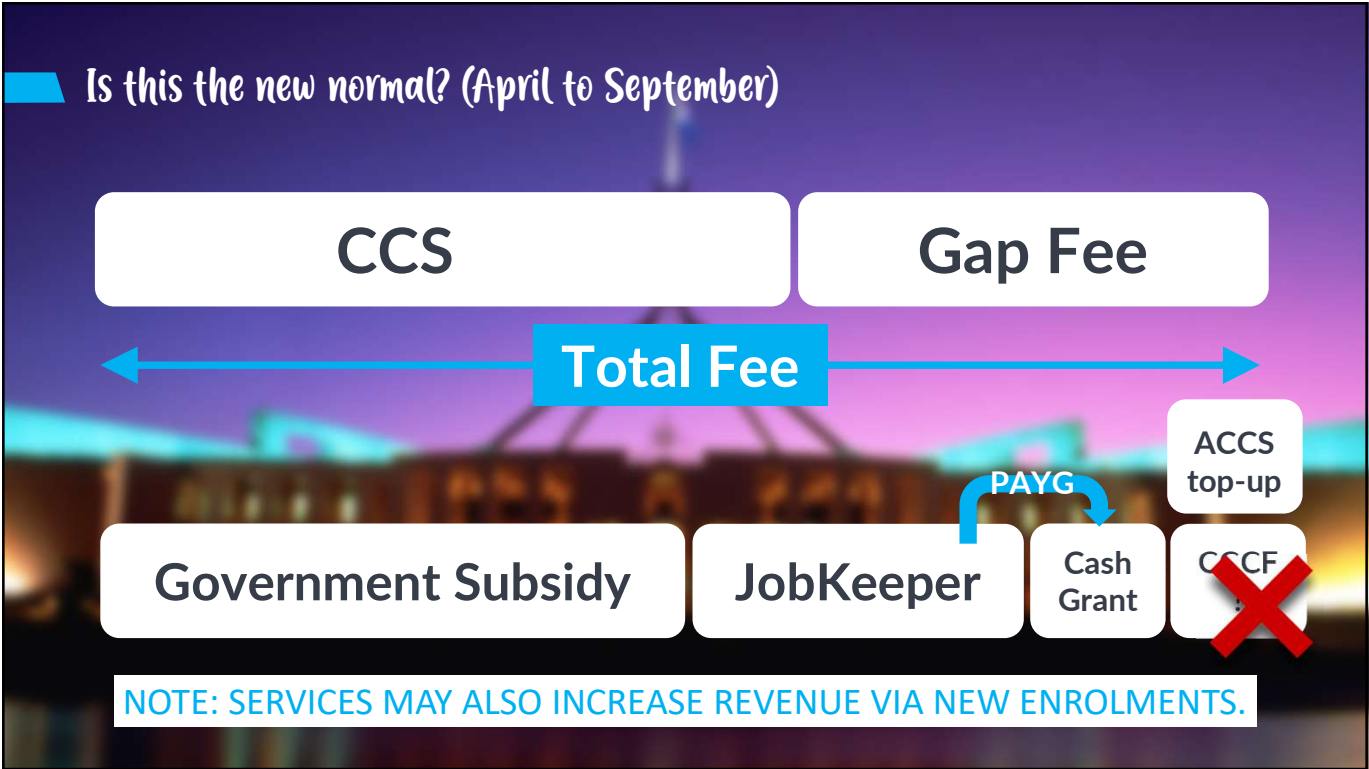 Is this the new normal? (April to September)
CCS
Gap Fee
Total Fee
ACCS
top-up
PAYG
Government Subsidy
JobKeeper
Cash
Grant
CCCF
NOTE: SERVICES MAY ALSO INCREASE REVENUE VIA NEW ENROLMENTS.